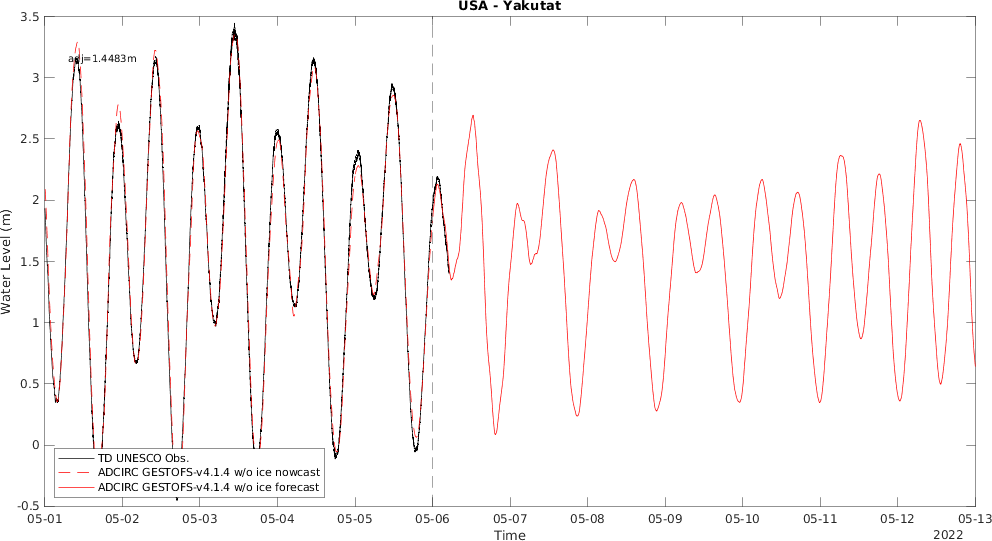 USA - Yakutat
adj=1.4483m
3.5
3
2.5
2
1.5
1
0.5
0
-0.5
Water Level (m)
TD UNESCO Obs.
ADCIRC GESTOFS-v4.1.4 w/o ice nowcast
ADCIRC GESTOFS-v4.1.4 w/o ice forecast
05-01 05-02 05-03 05-04 05-05 05-06 05-07 05-08 05-09 05-10 05-11 05-12 05-13
Time
2022